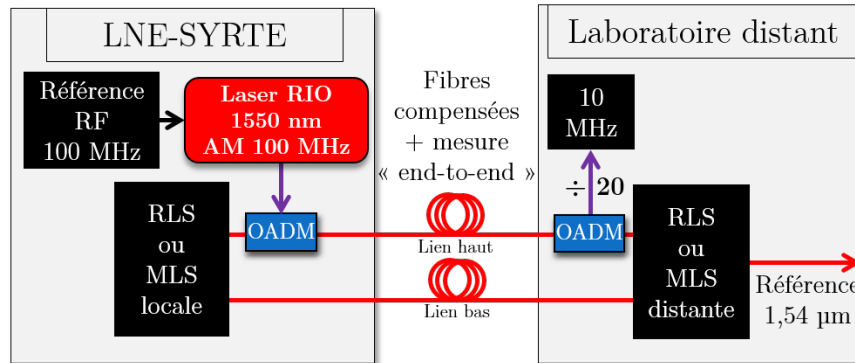 LNE-SYRTE
Référence
RF
100 MHz
Laser RIO
1550 nm
AM 100 MHz
RLS
ou
MLS
locale
OADM
Fibres
compensées
+ mesure
« end-to-end »
Lien haut
Lien bas
Laboratoire distant
10
MHz
÷ 20
OADM
RLS
ou
MLS
distante
Référence
1,54 µm